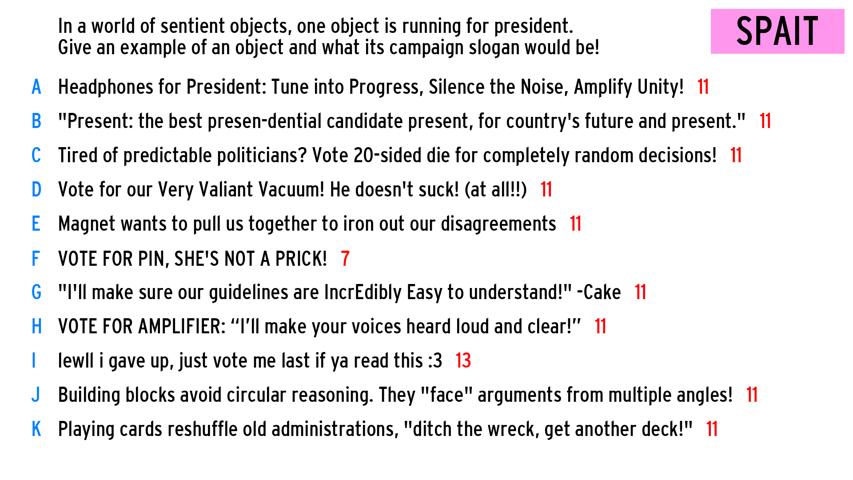 In a world of sentient objects, one object is running for president.
Give an example of an object and what its campaign slogan would be!
SPAIT
A Headphones for President: Tune into Progress, Silence the Noise, Amplify Unity! 11
B "Present: the best presen-dential candidate present, for country's future and present." 11
C Tired of predictable politicians? Vote 20-sided die for completely random decisions! 11
D Vote for our Very Valiant Vacuum! He doesn't suck! (at all!!) 11
E Magnet wants to pull us together to iron out our disagreements 11
F VOTE FOR PIN, SHE'S NOT A PRICK! 7
G "I'll make sure our guidelines are IncrEdibly Easy to understand!" -Cake 11
H VOTE FOR AMPLIFIER: “I’ll make your voices heard loud and clear!” 11
I lewll i gave up, just vote me last if ya read this :3 13
J Building blocks avoid circular reasoning. They "face" arguments from multiple angles! 11
K Playing cards reshuffle old administrations, "ditch the wreck, get another deck!" 11